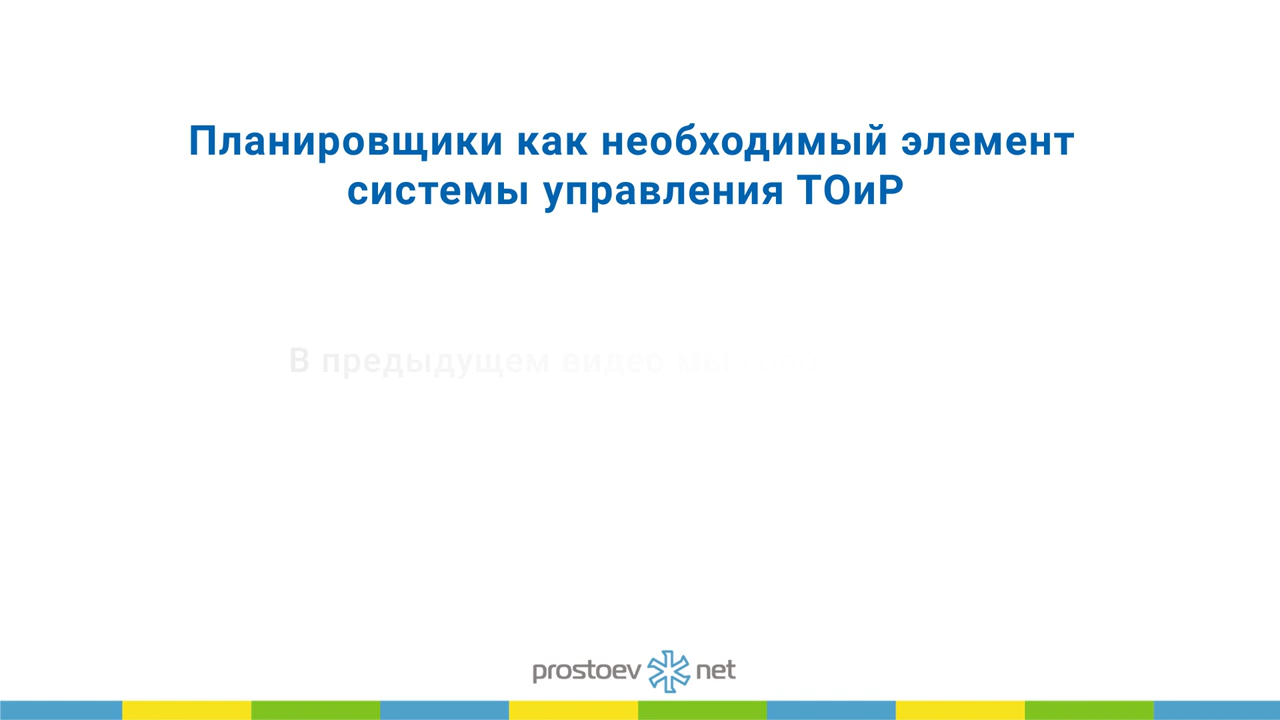 Планировщики как необходимый элемент
системы управления ТОиР
В предыдущем видео мы
prostoev net